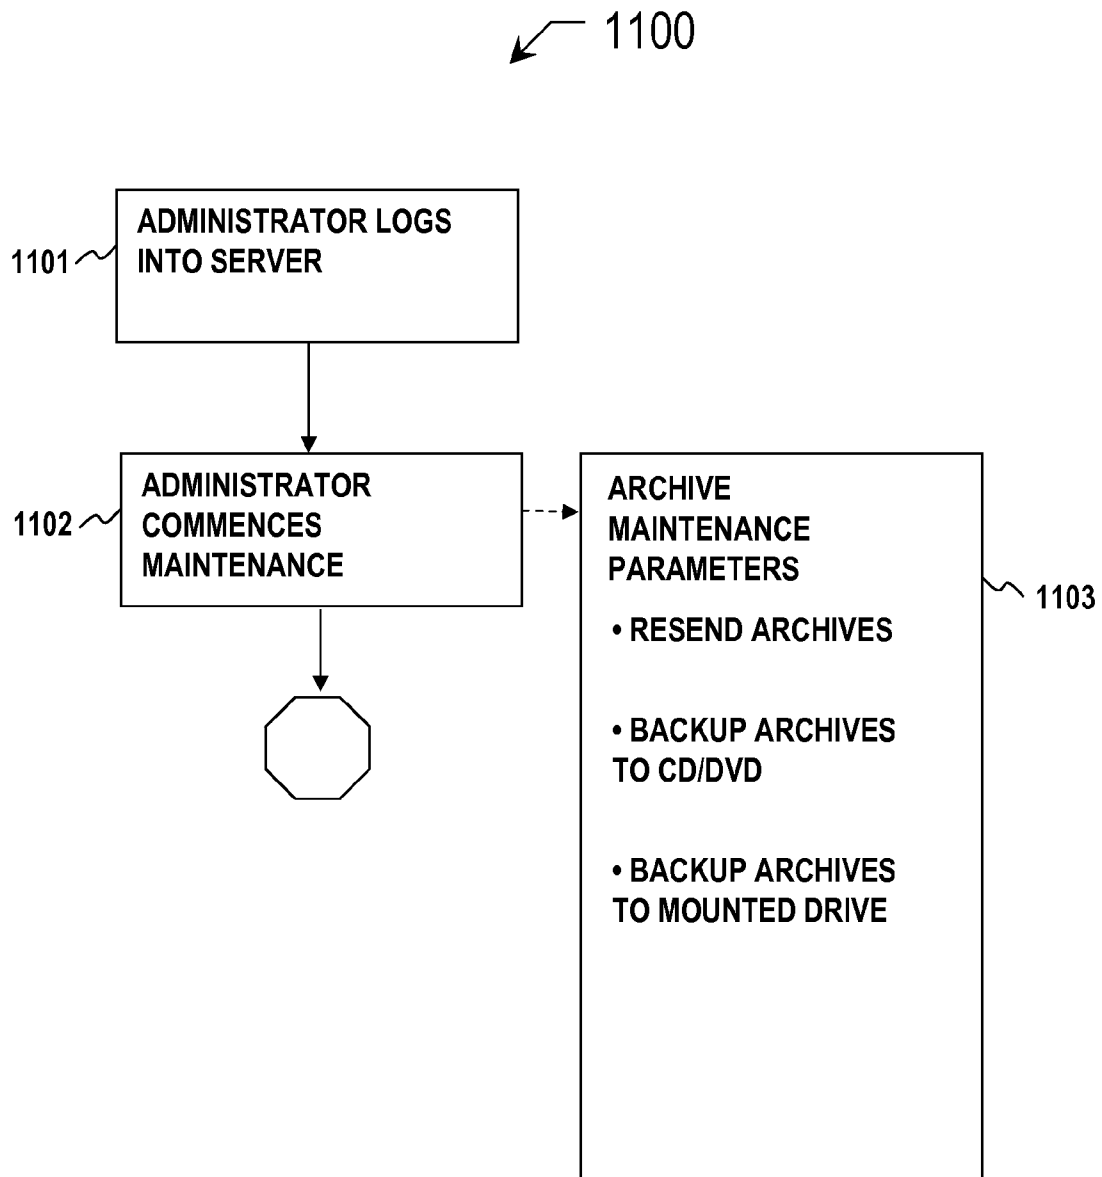 1100
ADMINISTRATOR LOGS
INTO SERVER
1101
ADMINISTRATOR
COMMENCES
MAINTENANCE
1102
ARCHIVE
MAINTENANCE
PARAMETERS
• RESEND ARCHIVES
• BACKUP ARCHIVES
TO CD/DVD
• BACKUP ARCHIVES
TO MOUNTED DRIVE
1103